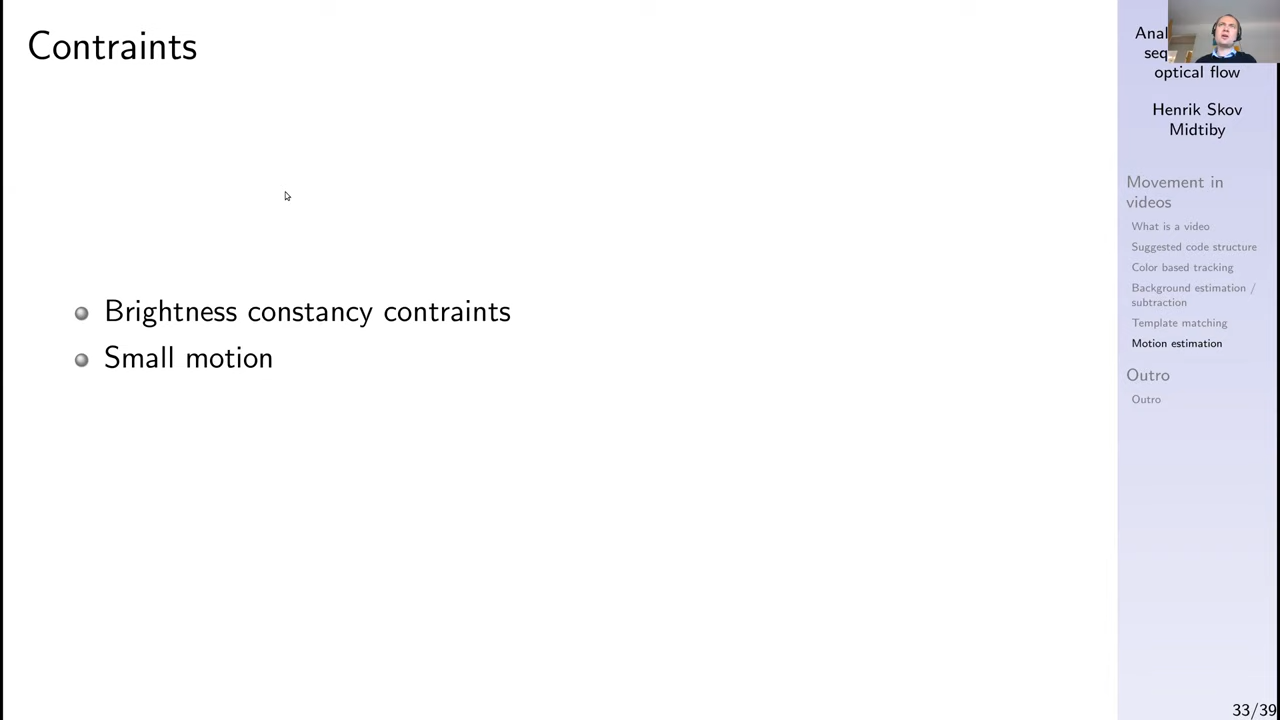 Contraints
Brightness constancy contraints
Small motion
optical flow
Henrik Skov
Midtiby
Movement in
videos
What is a video
Suggested code structure
Color based tracking
Background estimation /
subtraction
Template matching
Motion estimation
Outro
Outro
33/39